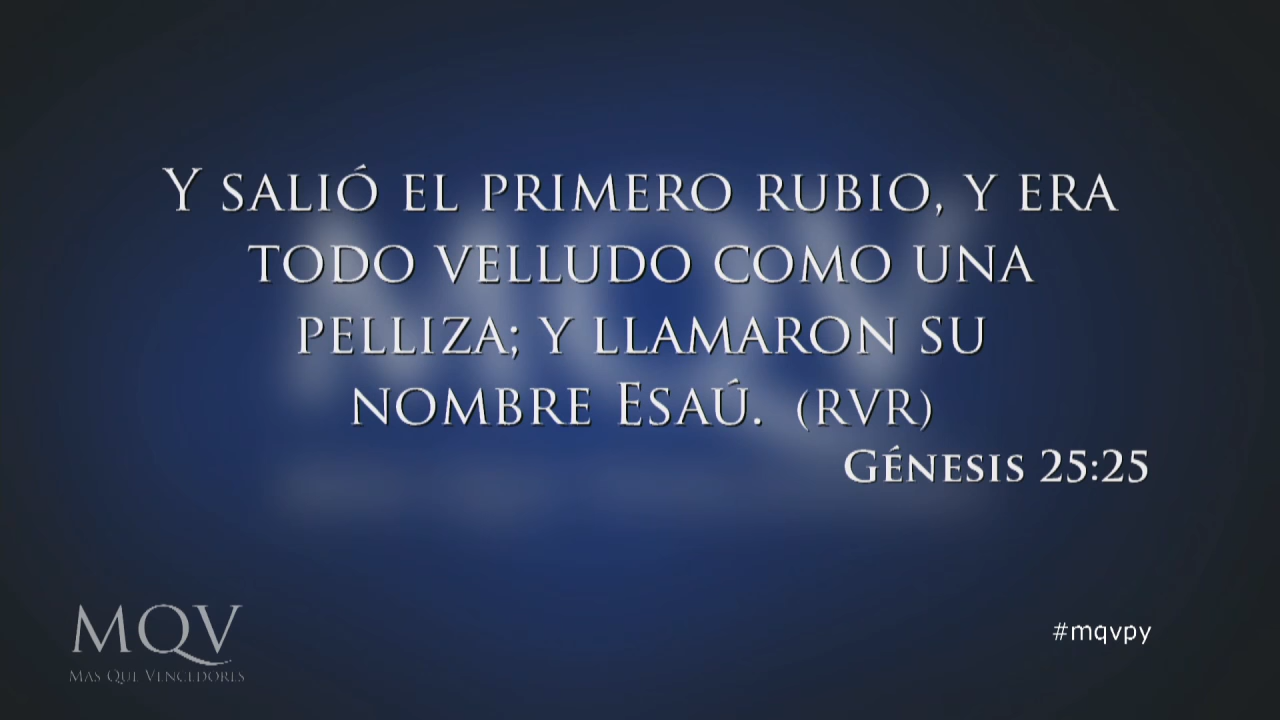 Y salió el primero rubio, y era
todo velludo como una
pelliza; y llamaron su
nombre Esaú. (RVR)
Génesis 25:25
MQV
Mas Que Vencedores
#mqvpy